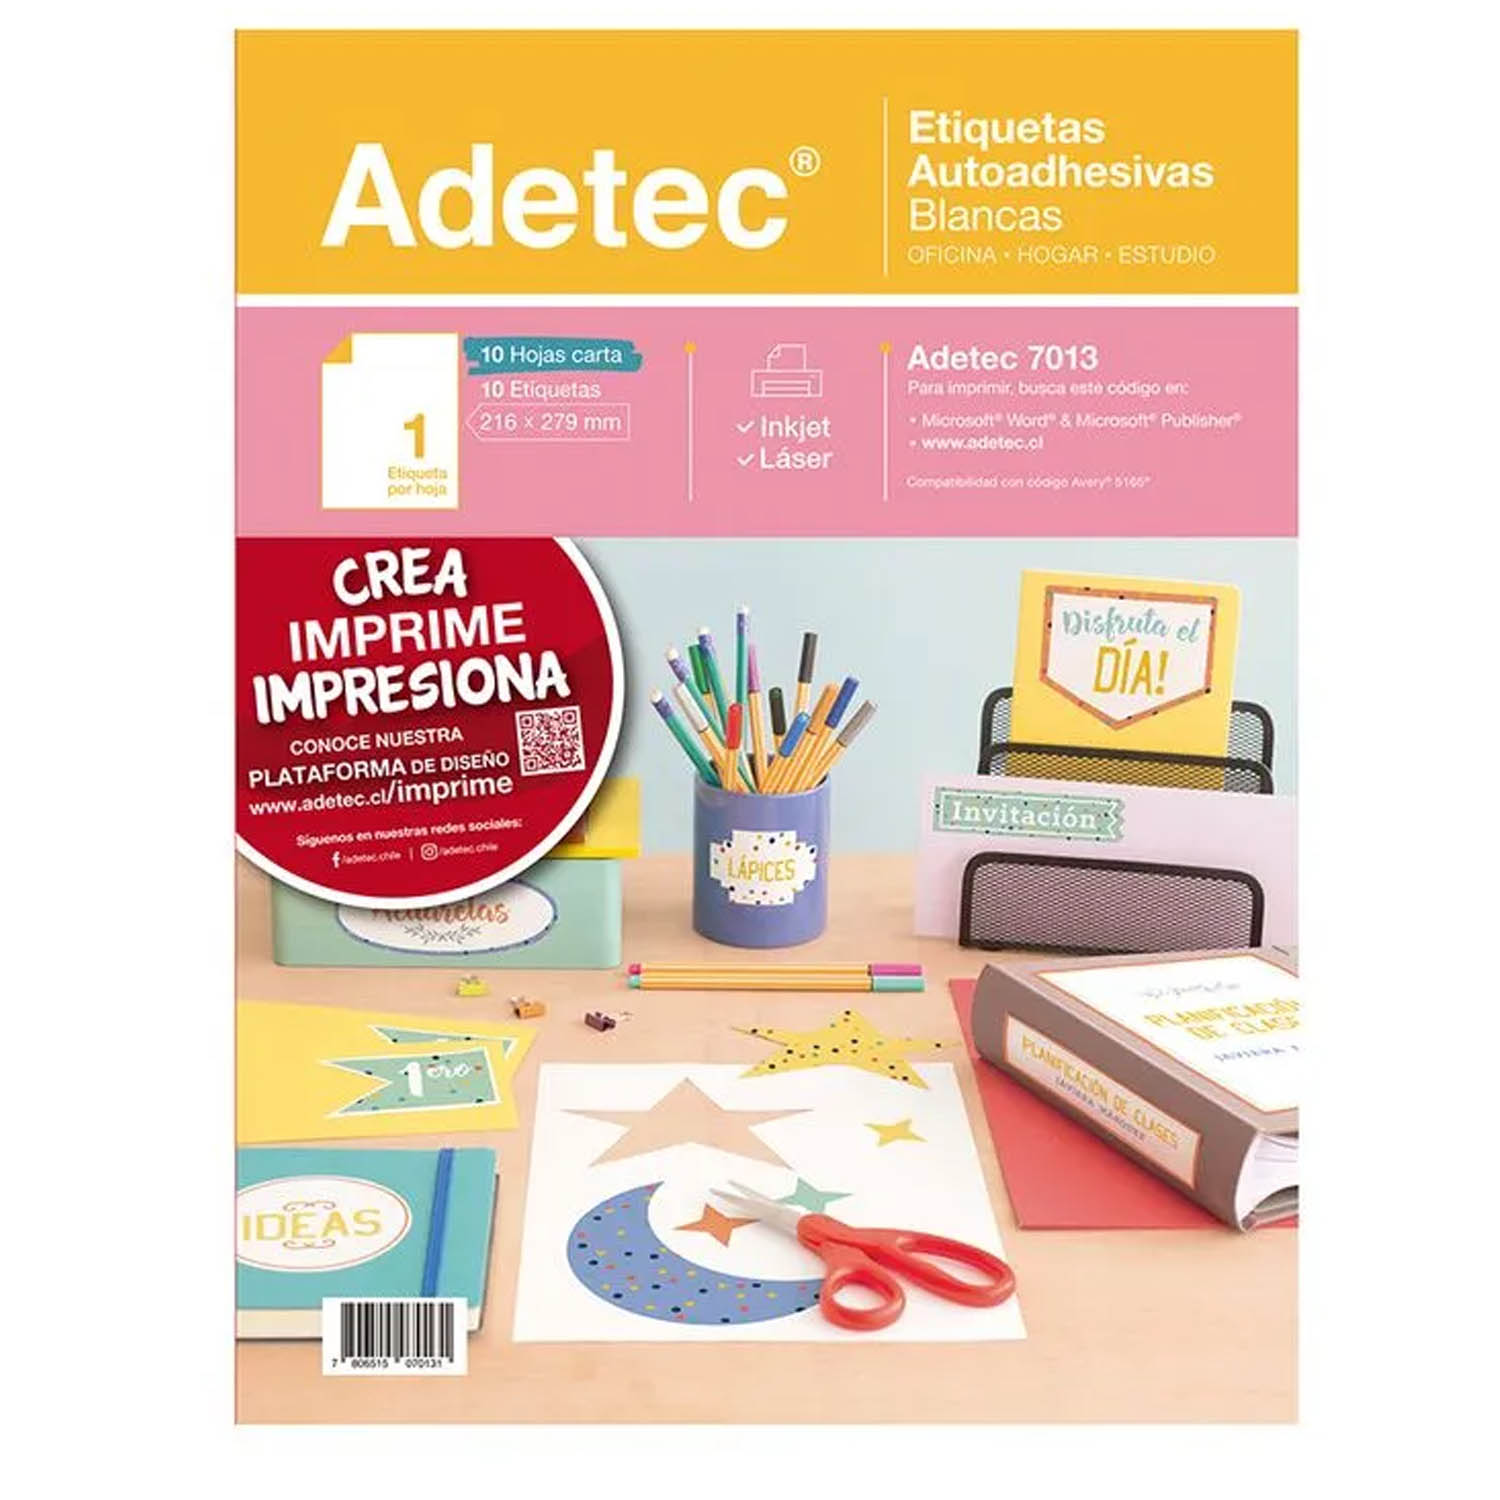 Adetec®
Etiquetas
Autoadhesivas
Blancas
OFICINA • HOGAR • ESTUDIO
1
Etiqueta
por hoja
10 Hojas carta
10 Etiquetas
216 x 279 mm
✓ Inkjet
✓ Láser
Adetec 7013
Para imprimir, busca este código en:
• Microsoft® Word® & Microsoft® Publisher®
• www.adetec.cl
Compatibilidad con código Avery® 5165®
CREA
IMPRIME
IMPRESIONA
CONOCE NUESTRA
PLATAFORMA DE DISEÑO
www.adetec.cl/imprime
Síguenos en nuestras redes sociales:
/adetec.chile | /adetec.chile
Disfruta el
DÍA!
Invitación
LÁPICES
Acuarelas
1ero
PLANIFICACIÓN
DE CLASE
JAVIERA
PLANIFICACIÓN DE CLASES
JAVIERA MÁRQUEZ
IDEAS
7 806515 070131